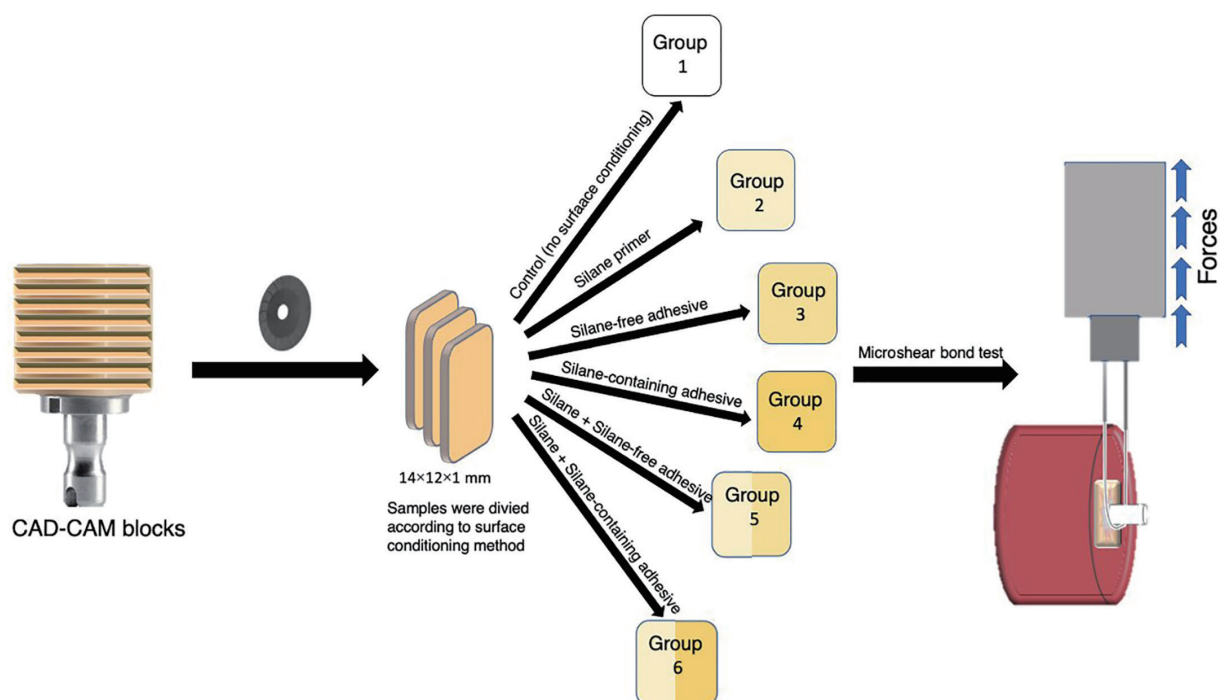 CAD-CAM blocks
14×12×1 mm
Samples were divied
according to surface
conditioning method
Control (no surfaace conditioning)
Group
1
Silane primer
Group
2
Silane-free adhesive
Group
3
Silane-containing adhesive
Group
4
Silane + Silane-free adhesive
Group
5
Silane + Silane-containing adhesive
Group
6
Microshear bond test
Forces